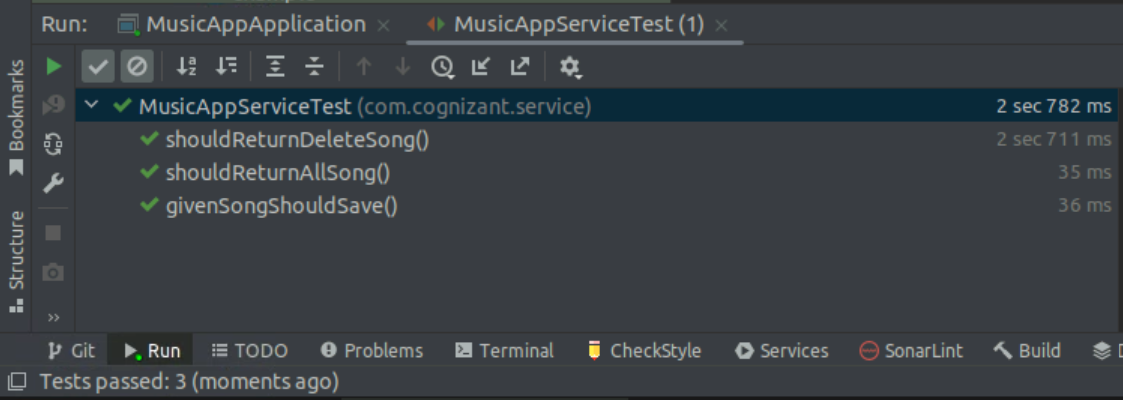 Run: MusicAppApplication × MusicAppServiceTest (1) ×
MusicAppServiceTest (com.cognizant.service) 2 sec 782 ms
shouldReturnDeleteSong() 2 sec 711 ms
shouldReturnAllSong() 35 ms
givenSongShouldSave() 36 ms
Bookmarks
Structure
Git Run TODO Problems Terminal CheckStyle Services SonarLint Build
Tests passed: 3 (moments ago)